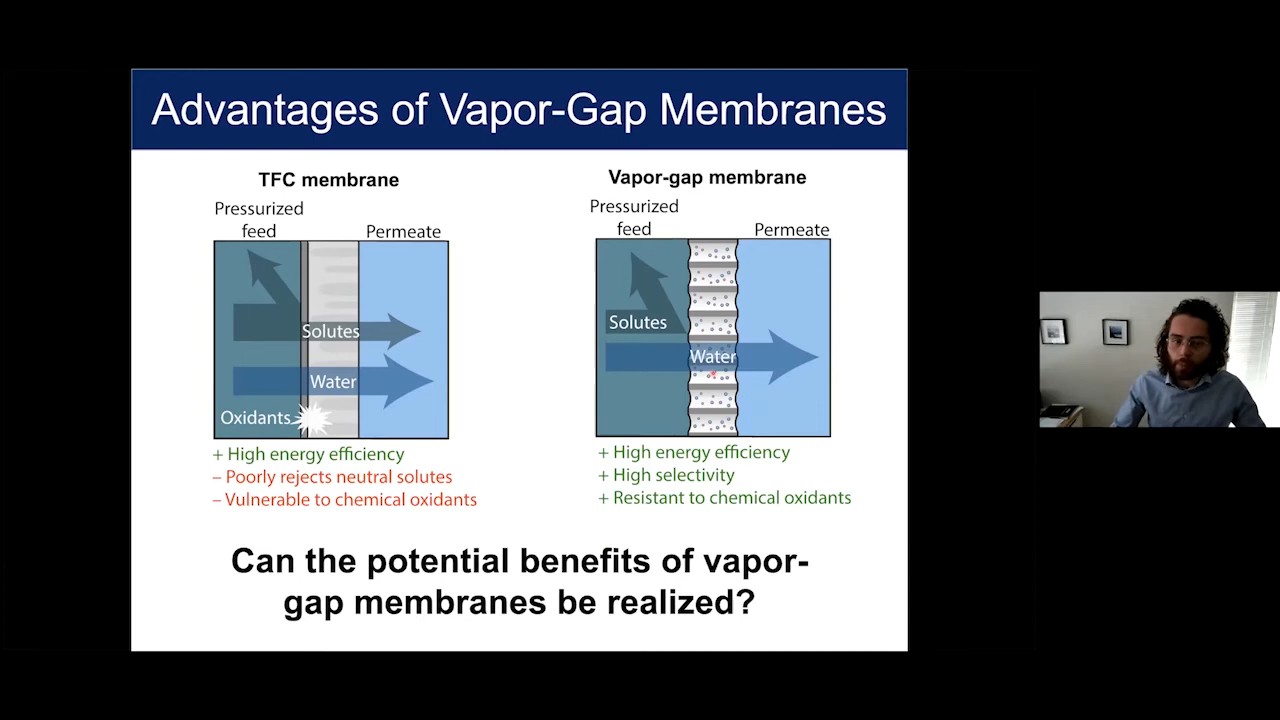 Advantages of Vapor-Gap Membranes
TFC membrane
Pressurized
feed
Permeate
Solutes
Water
Oxidants
+ High energy efficiency
– Poorly rejects neutral solutes
– Vulnerable to chemical oxidants
Vapor-gap membrane
Pressurized
feed
Permeate
Solutes
Water
+ High energy efficiency
+ High selectivity
+ Resistant to chemical oxidants
Can the potential benefits of vapor-
gap membranes be realized?